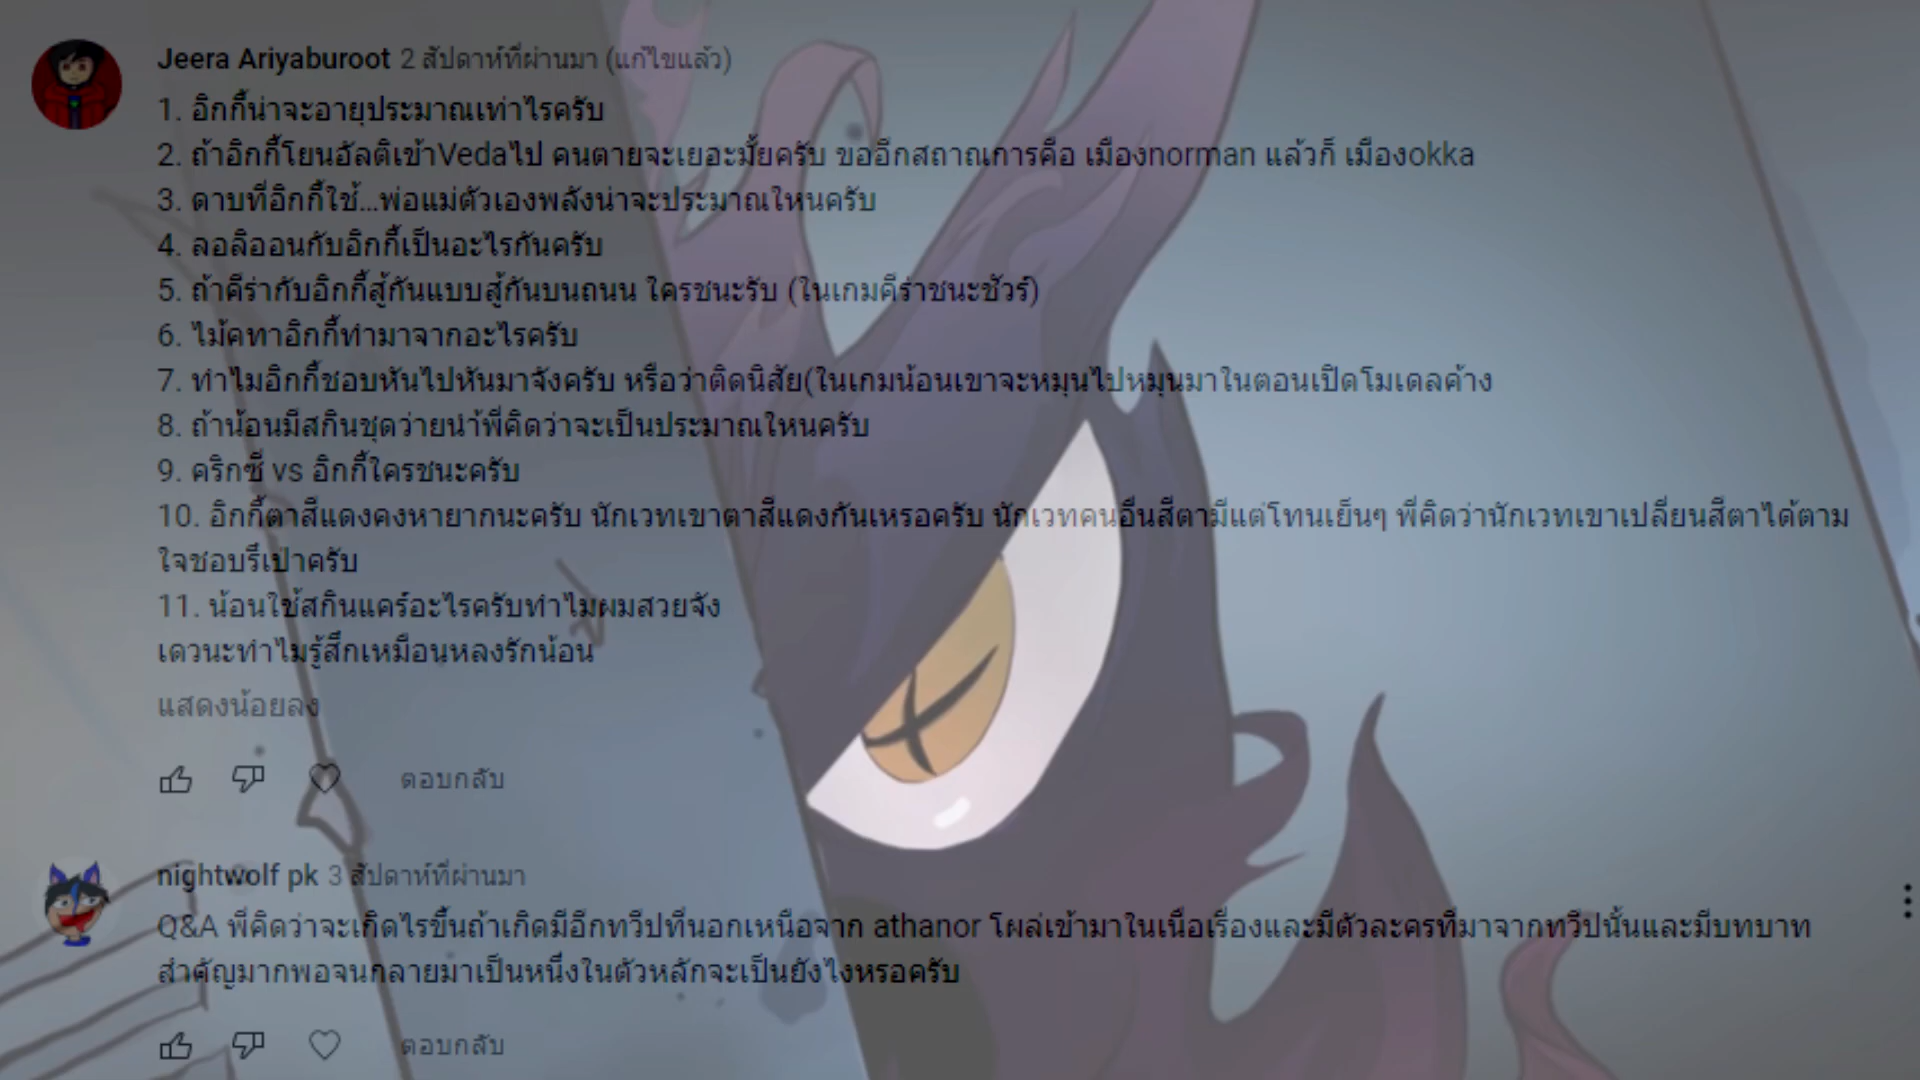 Jeera Ariyaburoot 2 สัปดาห์ที่ผ่านมา (แก้ไขแล้ว)
1. อิกกี้น่าจะอายุประมาณเท่าไรครับ
2. ถ้าอิกกี้โยนอัลติเข้าVedaไป คนตายจะเยอะมั้ยครับ ขออีกสถาณการคือ เมืองnorman แล้วก็ เมืองokka
3. ดาบที่อิกกี้ใช้...พ่อแม่ตัวเองพลังน่าจะประมาณใหนครับ
4. ลอลิออนกับอิกกี้เป็นอะไรกันครับ
5. ถ้าคีร่ากับอิกกี้สู้กันแบบสู้กันบนถนน ใครชนะรับ (ในเกมคีร่าชนะชัวร์)
6. ไม้คทาอิกกี้ทำมาจากอะไรครับ
7. ทำไมอิกกี้ชอบหันไปหันมาจังครับ หรือว่าติดนิสัย(ในเกมน้อนเขาจะหมุนไปหมุนมาในตอนเปิดโมเดลค้าง
8. ถ้าน้อนมีสกินชุดว่ายนำ้พี่คิดว่าจะเป็นประมาณใหนครับ
9. คริกซี vs อิกกี้ใครชนะครับ
10. อิกกี้ตาสีแดงคงหายากนะครับ นักเวทเขาตาสีแดงกันเหรอครับ นักเวทคนอื่นสีตามีแต่โทนเย็นๆ พี่คิดว่านักเวทเขาเปลี่ยนสีตาได้ตาม
ใจชอบรึเป่าครับ
11. น้อนใช้สกินแคร์อะไรครับทำไมผมสวยจัง
เดวนะทำไมรู้สึกเหมือนหลงรักน้อน
แสดงน้อยลง
ตอบกลับ
nightwolf pk 3 สัปดาห์ที่ผ่านมา
Q&A พี่คิดว่าจะเกิดไรขึ้นถ้าเกิดมีอีกทวีปที่นอกเหนือจาก athanor โผล่เข้ามาในเนื้อเรื่องและมีตัวละครที่มาจากทวีปนั้นและมีบทบาท
สำคัญมากพอจนกลายมาเป็นหนึ่งในตัวหลักจะเป็นยังไงหรอครับ
ตอบกลับ